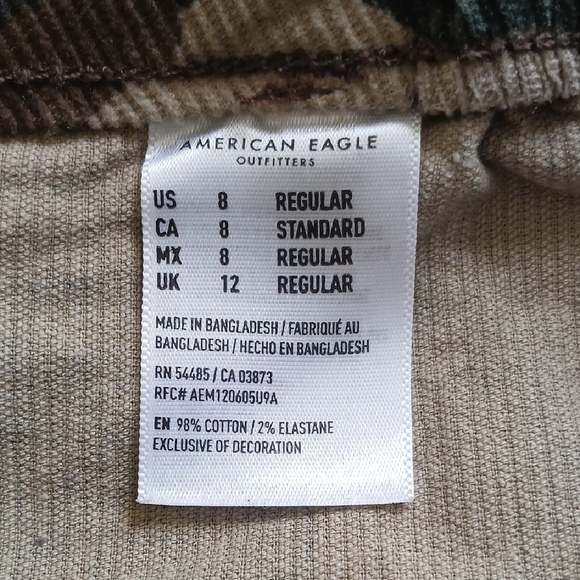 AMERICAN EAGLE
OUTFITTERS
US 8 REGULAR
CA 8 STANDARD
MX 8 REGULAR
UK 12 REGULAR
MADE IN BANGLADESH / FABRIQUÉ AU
BANGLADESH / HECHO EN BANGLADESH
RN 54485 / CA 03873
RFC# AEM120605U9A
EN 98% COTTON / 2% ELASTANE
EXCLUSIVE OF DECORATION